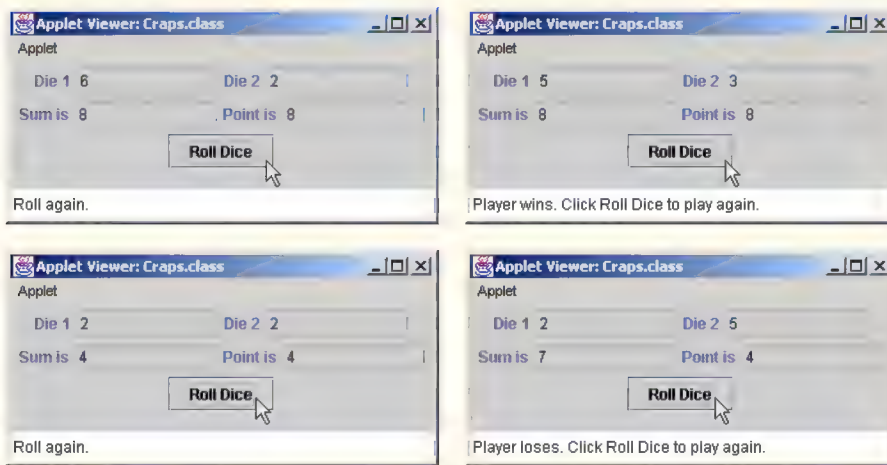 Applet Viewer: Craps.class
Applet
Die 1 6 Die 2 2
Sum is 8 Point is 8
Roll Dice
Roll again.
Applet Viewer: Craps.class
Applet
Die 1 5 Die 2 3
Sum is 8 Point is 8
Roll Dice
Player wins. Click Roll Dice to play again.
Applet Viewer: Craps.class
Applet
Die 1 2 Die 2 2
Sum is 4 Point is 4
Roll Dice
Roll again.
Applet Viewer: Craps.class
Applet
Die 1 2 Die 2 5
Sum is 7 Point is 4
Roll Dice
Player loses. Click Roll Dice to play again.